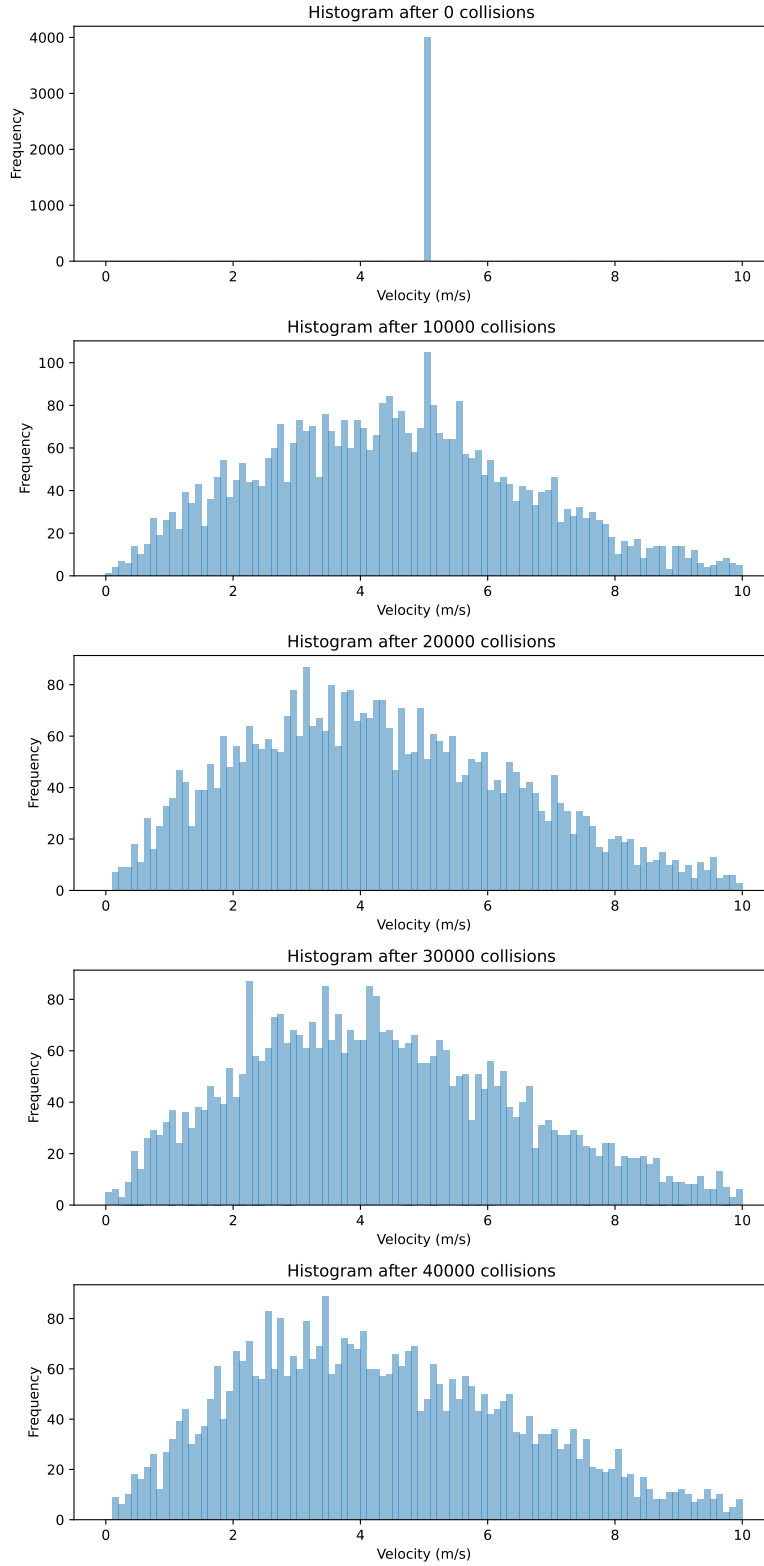 Histogram after 0 collisions
4000
3000
2000
1000
0
Frequency
0 2 4 6 8 10
Velocity (m/s)
Histogram after 10000 collisions
100
80
60
40
20
0
Frequency
0 2 4 6 8 10
Velocity (m/s)
Histogram after 20000 collisions
80
60
40
20
0
Frequency
0 2 4 6 8 10
Velocity (m/s)
Histogram after 30000 collisions
80
60
40
20
0
Frequency
0 2 4 6 8 10
Velocity (m/s)
Histogram after 40000 collisions
80
60
40
20
0
Frequency
0 2 4 6 8 10
Velocity (m/s)